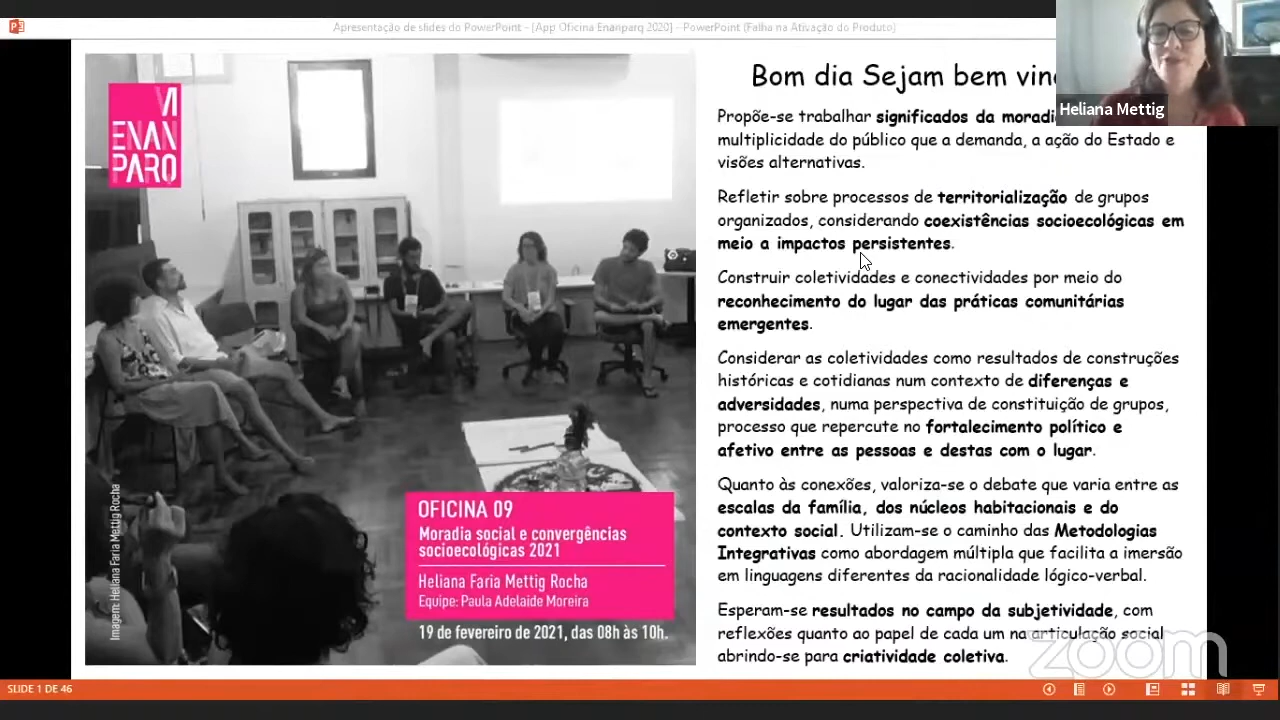 Apresentação de slides do PowerPoint - [App Oficina Enanparq 2020] - PowerPoint (Falha na Ativação do Produto)
Heliana Mettig
VI
ENAN
PARQ
Imagem: Heliana Faria Mettig Rocha
OFICINA 09
Moradia social e convergências
socioecológicas 2021
Heliana Faria Mettig Rocha
Equipe: Paula Adelaide Moreira
19 de fevereiro de 2021, das 08h às 10h.
Bom dia Sejam bem
Propõe-se trabalhar significados da
multiplicidade do público que a demanda, a ação do Estado e
visões alternativas.
Refletir sobre processos de territorialização de grupos
organizados, considerando coexistências socioecológicas em
meio a impactos persistentes.
Construir coletividades e conectividades por meio do
reconhecimento do lugar das práticas comunitárias
emergentes.
Considerar as coletividades como resultados de construções
históricas e cotidianas num contexto de diferenças e
adversidades, numa perspectiva de constituição de grupos,
processo que repercute no fortalecimento político e
afetivo entre as pessoas e destas com o lugar.
Quanto às conexões, valoriza-se o debate que varia entre as
escalas da família, dos núcleos habitacionais e do
contexto social. Utilizam-se o caminho das Metodologias
Integrativas como abordagem múltipla que facilita a imersão
em linguagens diferentes da racionalidade lógico-verbal.
Esperam-se resultados no campo da subjetividade, com
reflexões quanto ao papel de cada um na articulação social
abrindo-se para criatividade coletiva.
zoom
SLIDE 1 DE 46